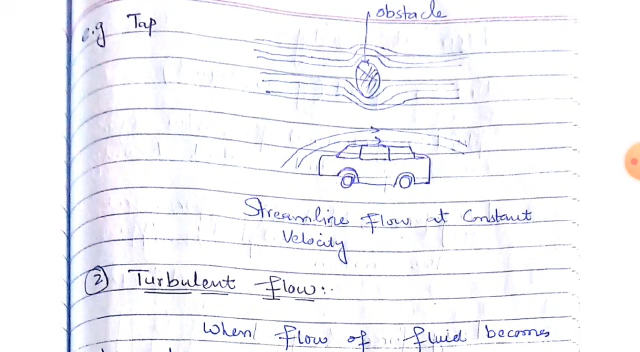 obstacle
e.g Tap
Streamline Flow at Constant
Velocity
② Turbulent Flow:-
When flow of fluid becomes